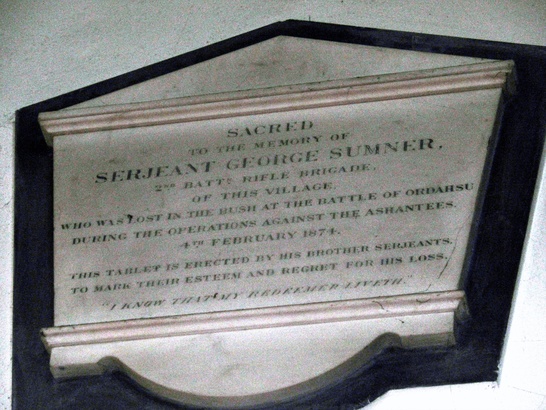 SACRED
TO THE MEMORY OF
SERJEANT GEORGE SUMNER,
2ND BATTN RIFLE BRIGADE,
OF THIS VILLAGE,
WHO WAS LOST IN THE BUSH AT THE BATTLE OF ORDAHSU
DURING THE OPERATIONS AGAINST THE ASHANTEES.
4TH FEBRUARY 1874.
THIS TABLET IS ERECTED BY HIS BROTHER SERJEANTS,
TO MARK THEIR ESTEEM AND REGRET FOR HIS LOSS.
"I KNOW THAT MY REDEEMER LIVETH."